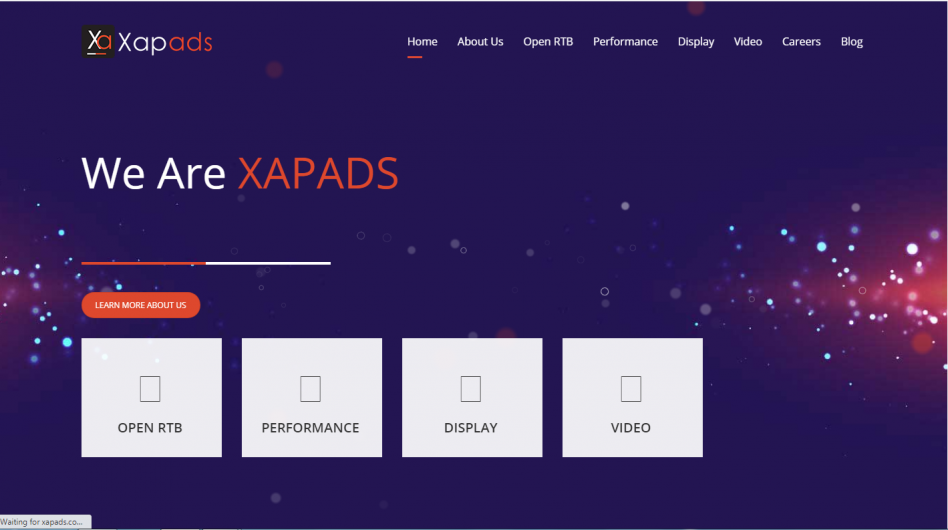 Xa Xapads
Home About Us Open RTB Performance Display Video Careers Blog
We Are XAPADS
LEARN MORE ABOUT US
OPEN RTB PERFORMANCE DISPLAY VIDEO
Waiting for xapads.co...